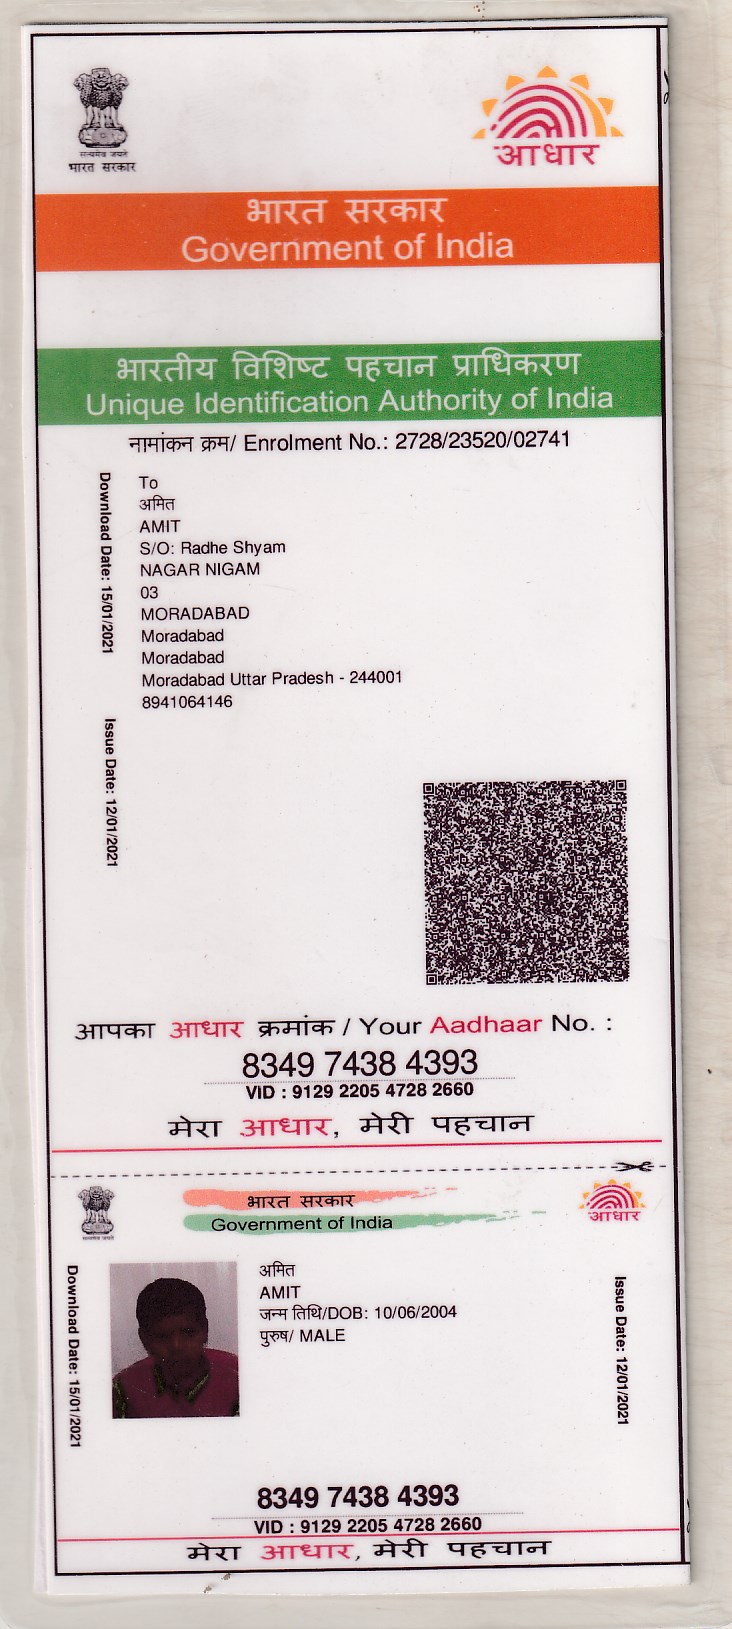 सत्यमेव जयते
भारत सरकार
आधार
भारत सरकार
Government of India
भारतीय विशिष्ट पहचान प्राधिकरण
Unique Identification Authority of India
नामांकन क्रम/ Enrolment No.: 2728/23520/02741
Download Date: 15/01/2021
Issue Date: 12/01/2021
To
अमित
AMIT
S/O: Radhe Shyam
NAGAR NIGAM
03
MORADABAD
Moradabad
Moradabad
Moradabad Uttar Pradesh - 244001
8941064146
आपका आधार क्रमांक / Your Aadhaar No. :
8349 7438 4393
VID : 9129 2205 4728 2660
मेरा आधार, मेरी पहचान
भारत सरकार
Government of India
आधार
Download Date: 15/01/2021
अमित
AMIT
जन्म तिथि/DOB: 10/06/2004
पुरुष/ MALE
Issue Date: 12/01/2021
8349 7438 4393
VID : 9129 2205 4728 2660
मेरा आधार, मेरी पहचान